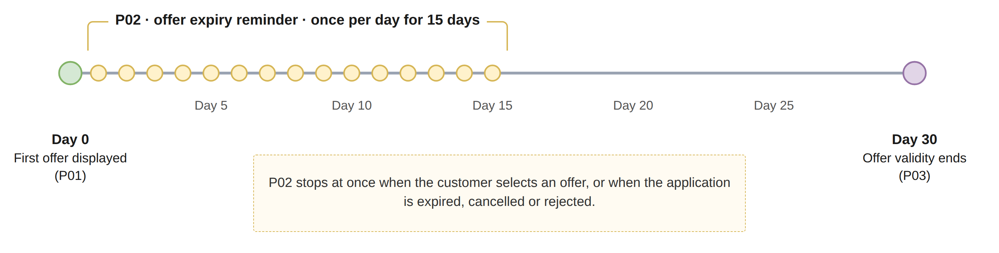 P02 · offer expiry reminder · once per day for 15 days
Day 5
Day 10
Day 15
Day 20
Day 25
Day 0
First offer displayed
(P01)
Day 30
Offer validity ends
(P03)
P02 stops at once when the customer selects an offer, or when the application
is expired, cancelled or rejected.